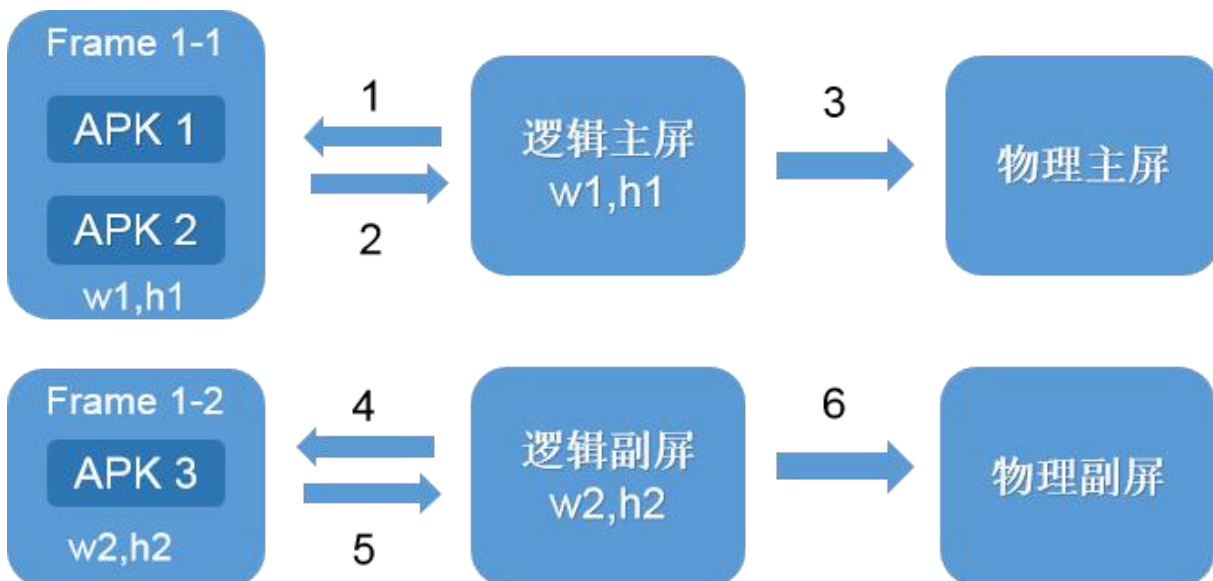 Frame 1-1
APK 1
APK 2
w1,h1
1
2
逻辑主屏
w1,h1
3
物理主屏
Frame 1-2
APK 3
w2,h2
4
5
逻辑副屏
w2,h2
6
物理副屏